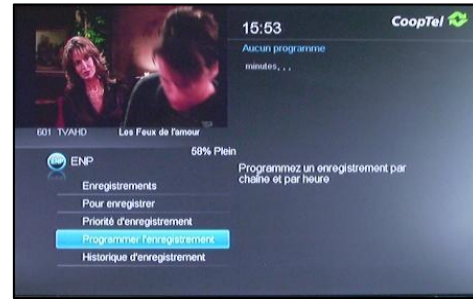 15:53
CoopTel
Aucun programme
minutes, . .
601 TVAHD Les Feux de l'amour
58% Plein
ENP ENP
Programmez un enregistrement par
chaîne et par heure
Enregistrements
Pour enregistrer
Priorité d'enregistrement
Programmer l'enregistrement
Historique d'enregistrement